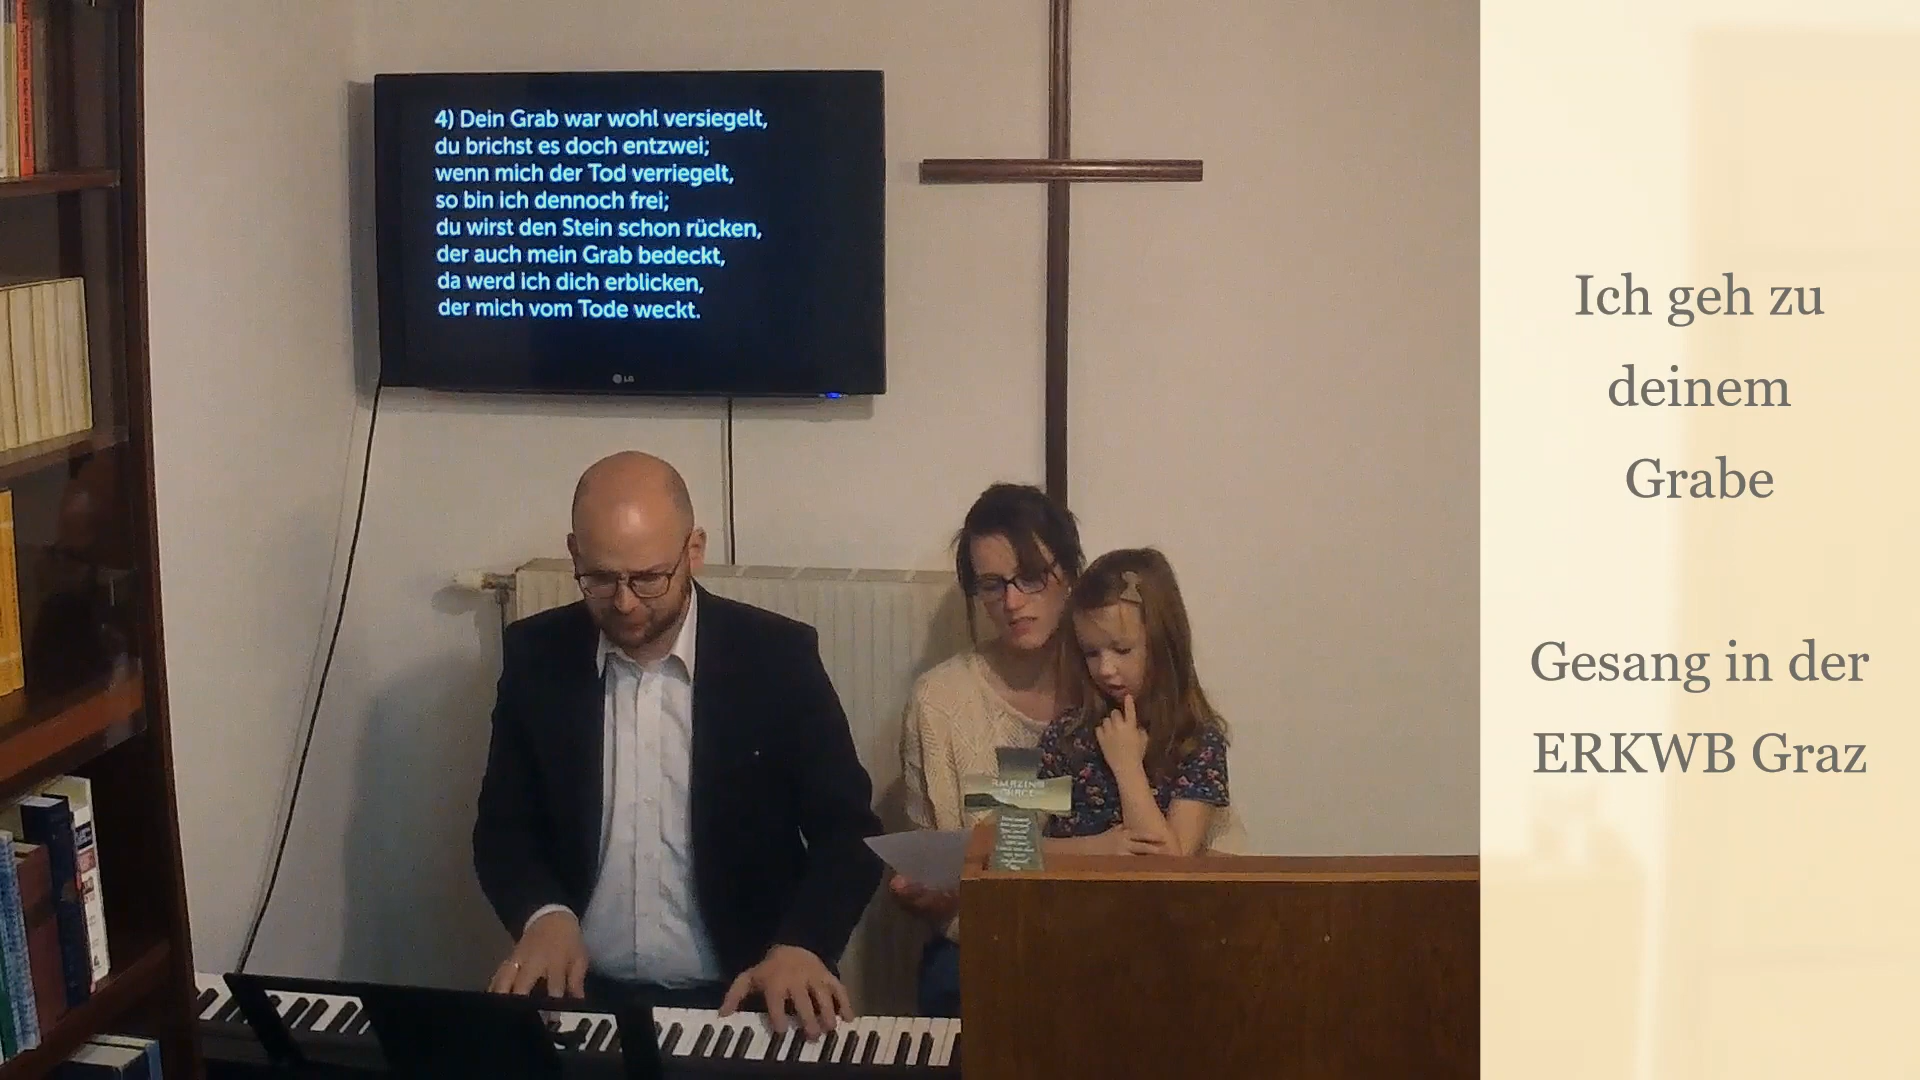 4) Dein Grab war wohl versiegelt,
du brichst es doch entzwei;
wenn mich der Tod verriegelt,
so bin ich dennoch frei;
du wirst den Stein schon rücken,
der auch mein Grab bedeckt,
da werd ich dich erblicken,
der mich vom Tode weckt.
LG
AMAZING
GRACE
Ich geh zu
deinem
Grabe
Gesang in der
ERKWB Graz